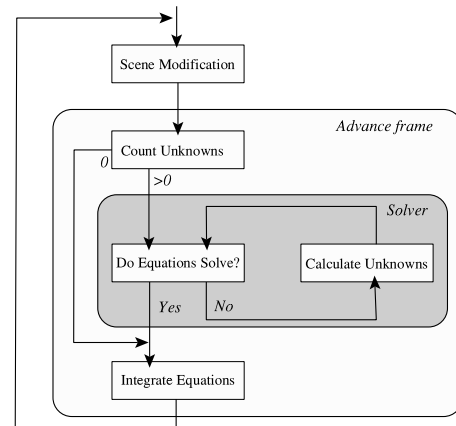 Scene Modification
Advance frame
Count Unknowns
0
>0
Solver
Do Equations Solve?
Calculate Unknowns
Yes
No
Integrate Equations